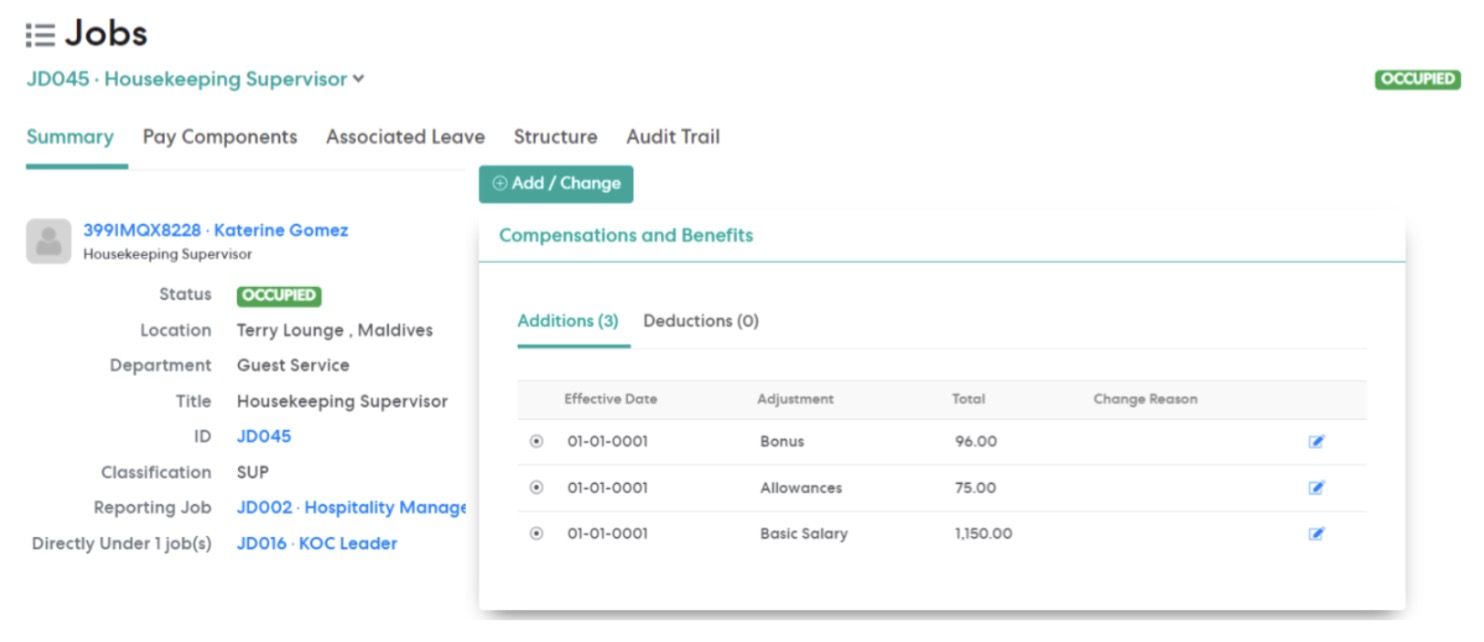 Jobs
JD045 · Housekeeping Supervisor
OCCUPIED
Summary Pay Components Associated Leave Structure Audit Trail
Add / Change
399IMQX8228 · Katerine Gomez
Housekeeping Supervisor
Status OCCUPIED
Location Terry Lounge , Maldives
Department Guest Service
Title Housekeeping Supervisor
ID JD045
Classification SUP
Reporting Job JD002 · Hospitality Manage
Directly Under 1 job(s) JD016 · KOC Leader
Compensations and Benefits
Additions (3) Deductions (0)
Effective Date Adjustment Total Change Reason
01-01-0001 Bonus 96.00
01-01-0001 Allowances 75.00
01-01-0001 Basic Salary 1,150.00